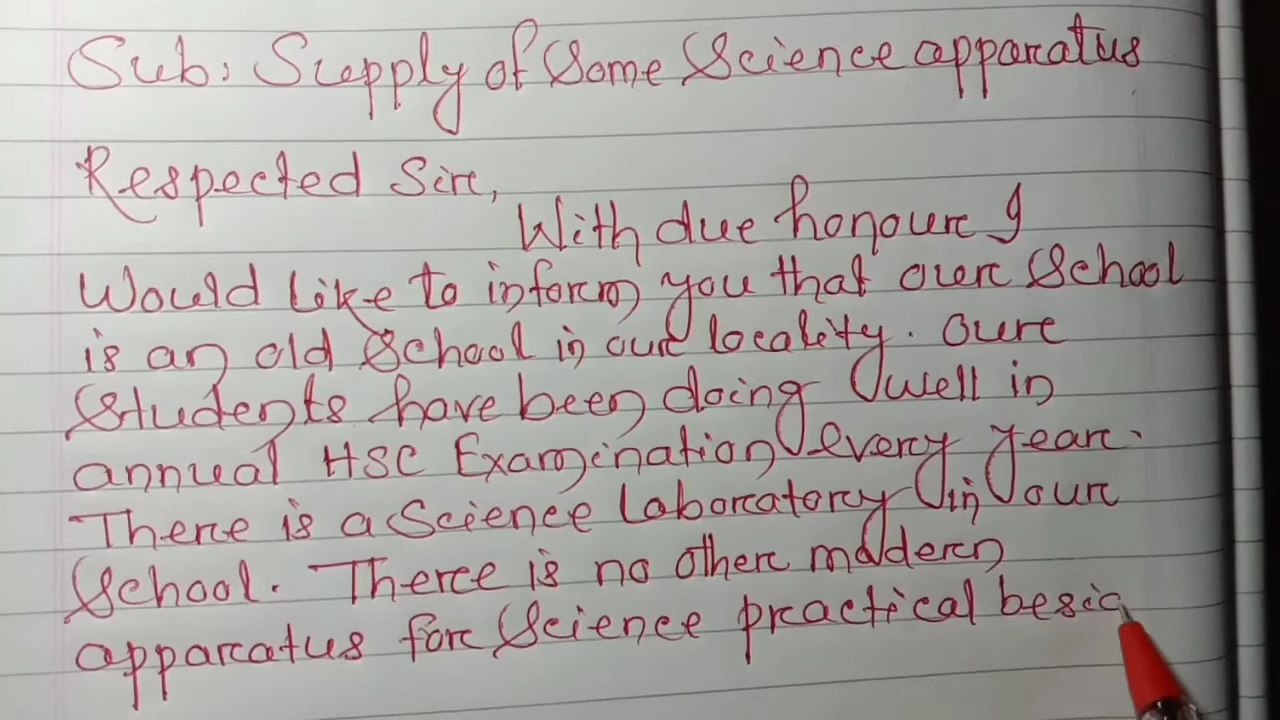 Sub: Supply of Some Science apparatus
Respected Sir,
With due honour I
Would like to inform you that our School
is an old School in our locality. Our
Students have been doing well in
annual HSC Examination every year.
There is a Science Laboratory in our
School. There is no other modern
apparatus for Science practical